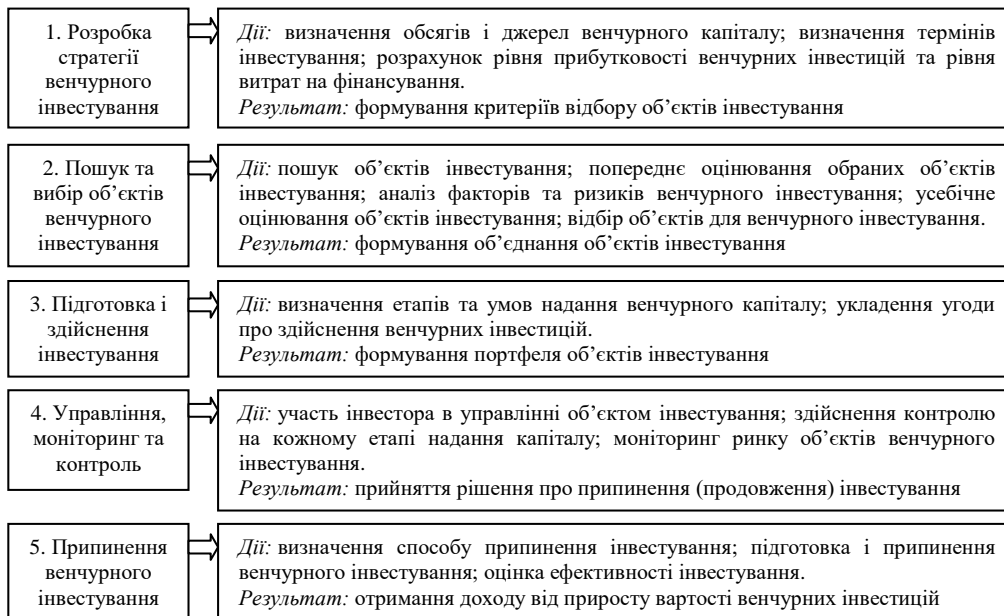 1. Розробка
стратегії
венчурного
інвестування
Дії: визначення обсягів і джерел венчурного капіталу; визначення термінів
інвестування; розрахунок рівня прибутковості венчурних інвестицій та рівня
витрат на фінансування.
Результат: формування критеріїв відбору об’єктів інвестування
2. Пошук та
вибір об’єктів
венчурного
інвестування
Дії: пошук об’єктів інвестування; попереднє оцінювання обраних об’єктів
інвестування; аналіз факторів та ризиків венчурного інвестування; усебічне
оцінювання об’єктів інвестування; відбір об’єктів для венчурного інвестування.
Результат: формування об’єднання об’єктів інвестування
3. Підготовка і
здійснення
інвестування
Дії: визначення етапів та умов надання венчурного капіталу; укладення угоди
про здійснення венчурних інвестицій.
Результат: формування портфеля об’єктів інвестування
4. Управління,
моніторинг та
контроль
Дії: участь інвестора в управлінні об’єктом інвестування; здійснення контролю
на кожному етапі надання капіталу; моніторинг ринку об’єктів венчурного
інвестування.
Результат: прийняття рішення про припинення (продовження) інвестування
5. Припинення
венчурного
інвестування
Дії: визначення способу припинення інвестування; підготовка і припинення
венчурного інвестування; оцінка ефективності інвестування.
Результат: отримання доходу від приросту вартості венчурних інвестицій